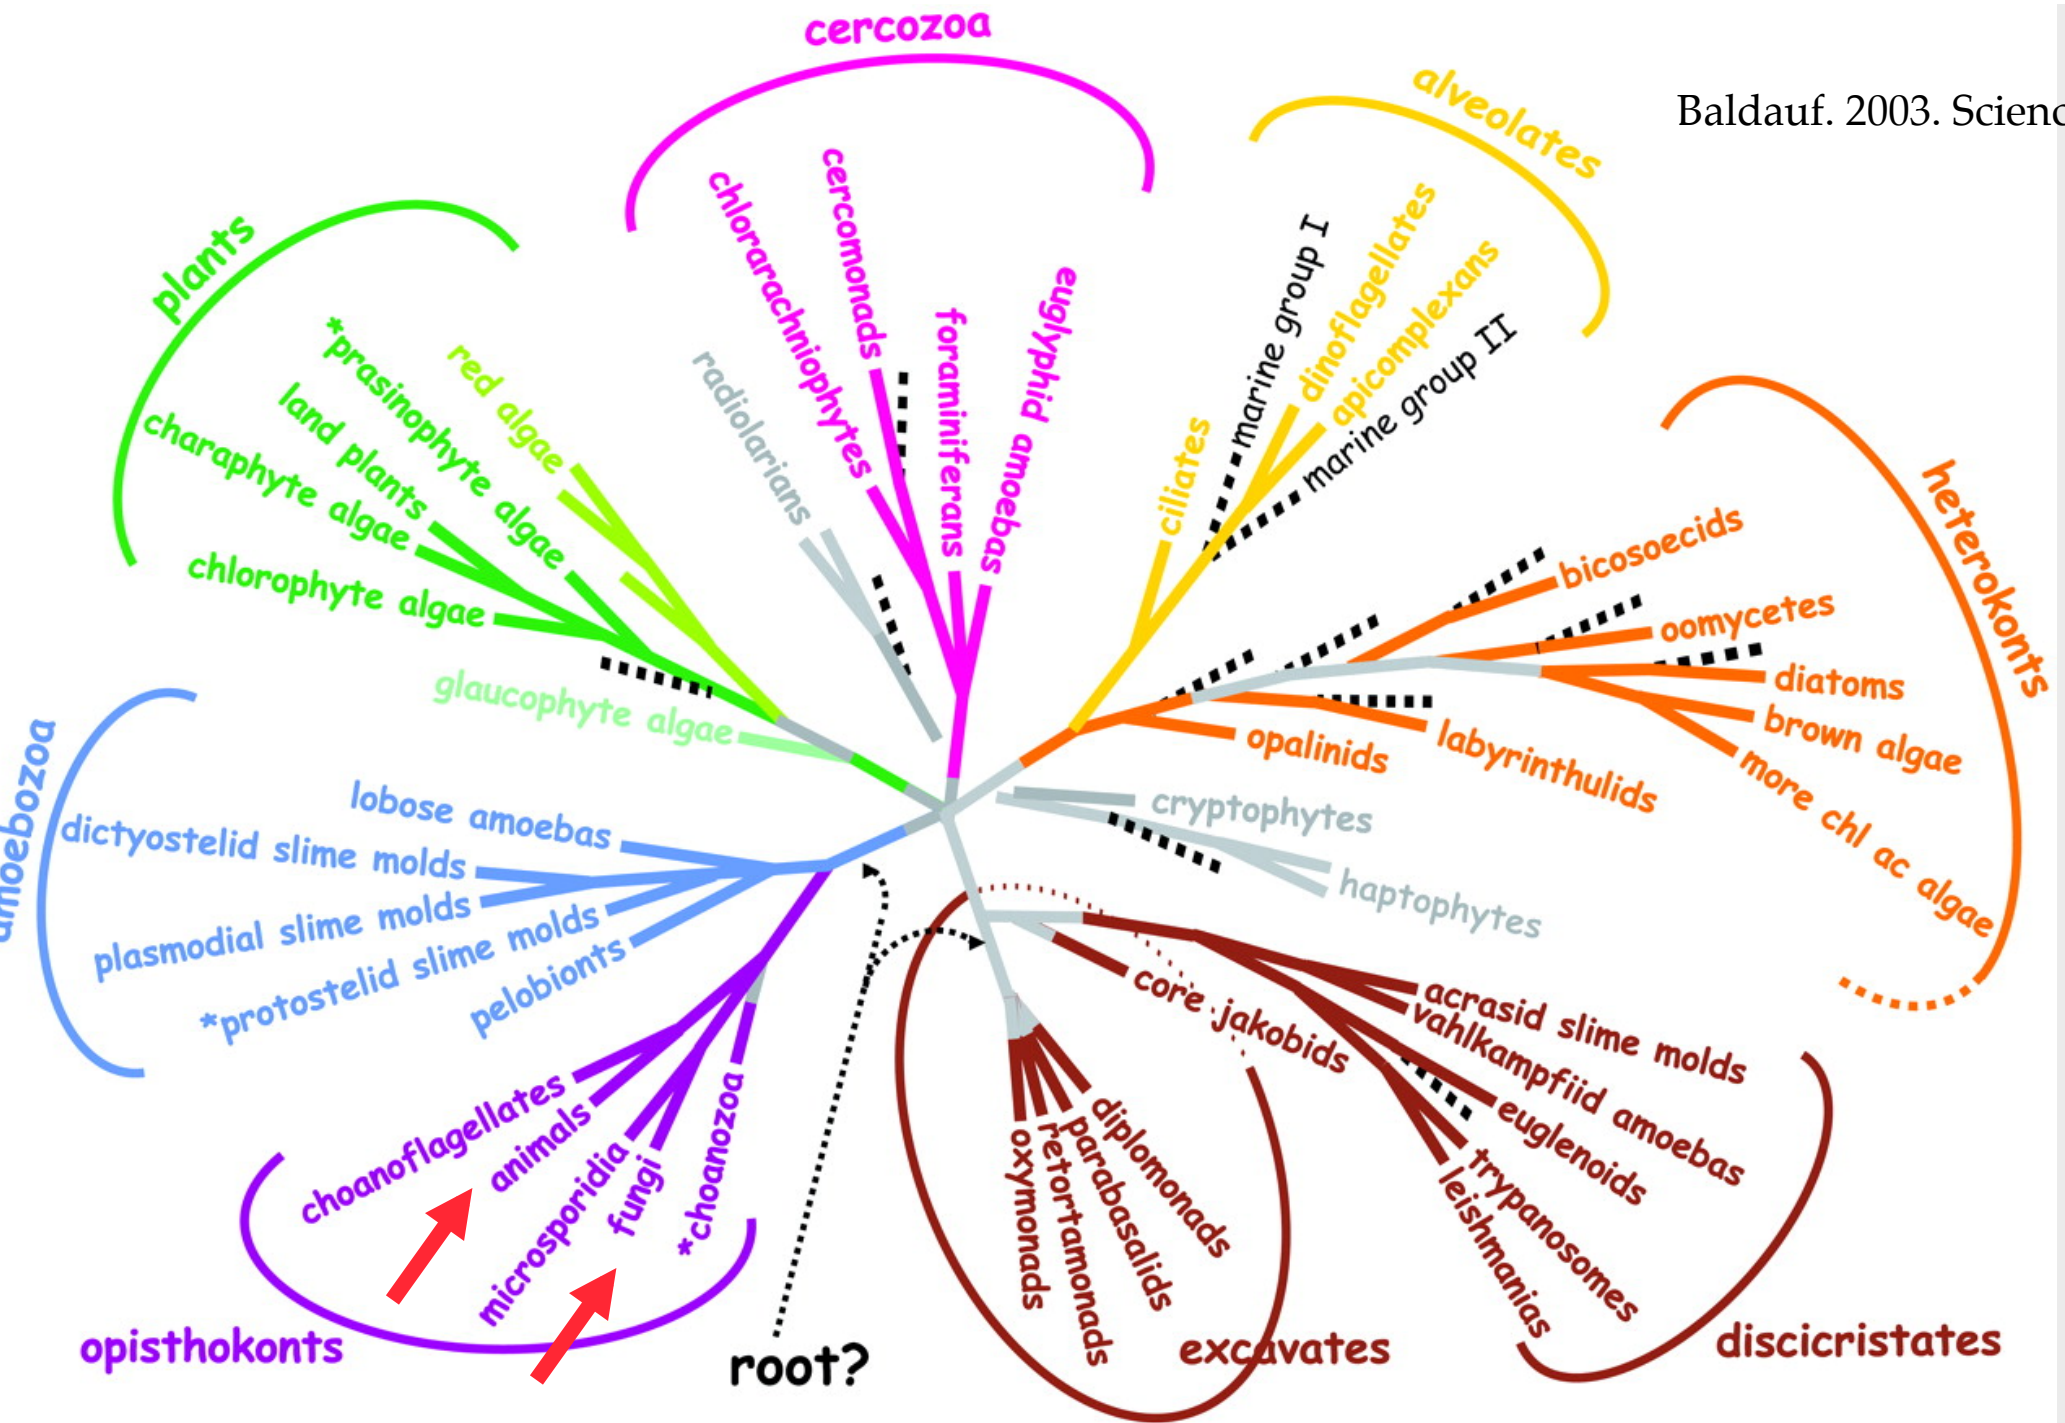 cercozoa
alveolates
Baldauf. 2003. Scienc
plants
chlorarachniophytes
cercomonads
foraminiferans
euglyphid amoebas
radiolarians
marine group I
dinoflagellates
apicomplexans
marine group II
ciliates
*prasinophyte algae
red algae
land plants
charaphyte algae
chlorophyte algae
glaucophyte algae
heterokonts
bicosoecids
oomycetes
diatoms
brown algae
more chl ac algae
labyrinthulids
opalinids
cryptophytes
haptophytes
amoebozoa
lobose amoebas
dictyostelid slime molds
plasmodial slime molds
*protostelid slime molds
pelobionts
choanoflagellates
animals
microsporidia
fungi
*choanozoa
opisthokonts
root?
core jakobids
acrasid slime molds
vahlkampfiid amoebas
euglenoids
trypanosomes
leishmanias
diplomonads
parabasalids
retortamonads
oxymonads
excavates
discicristates